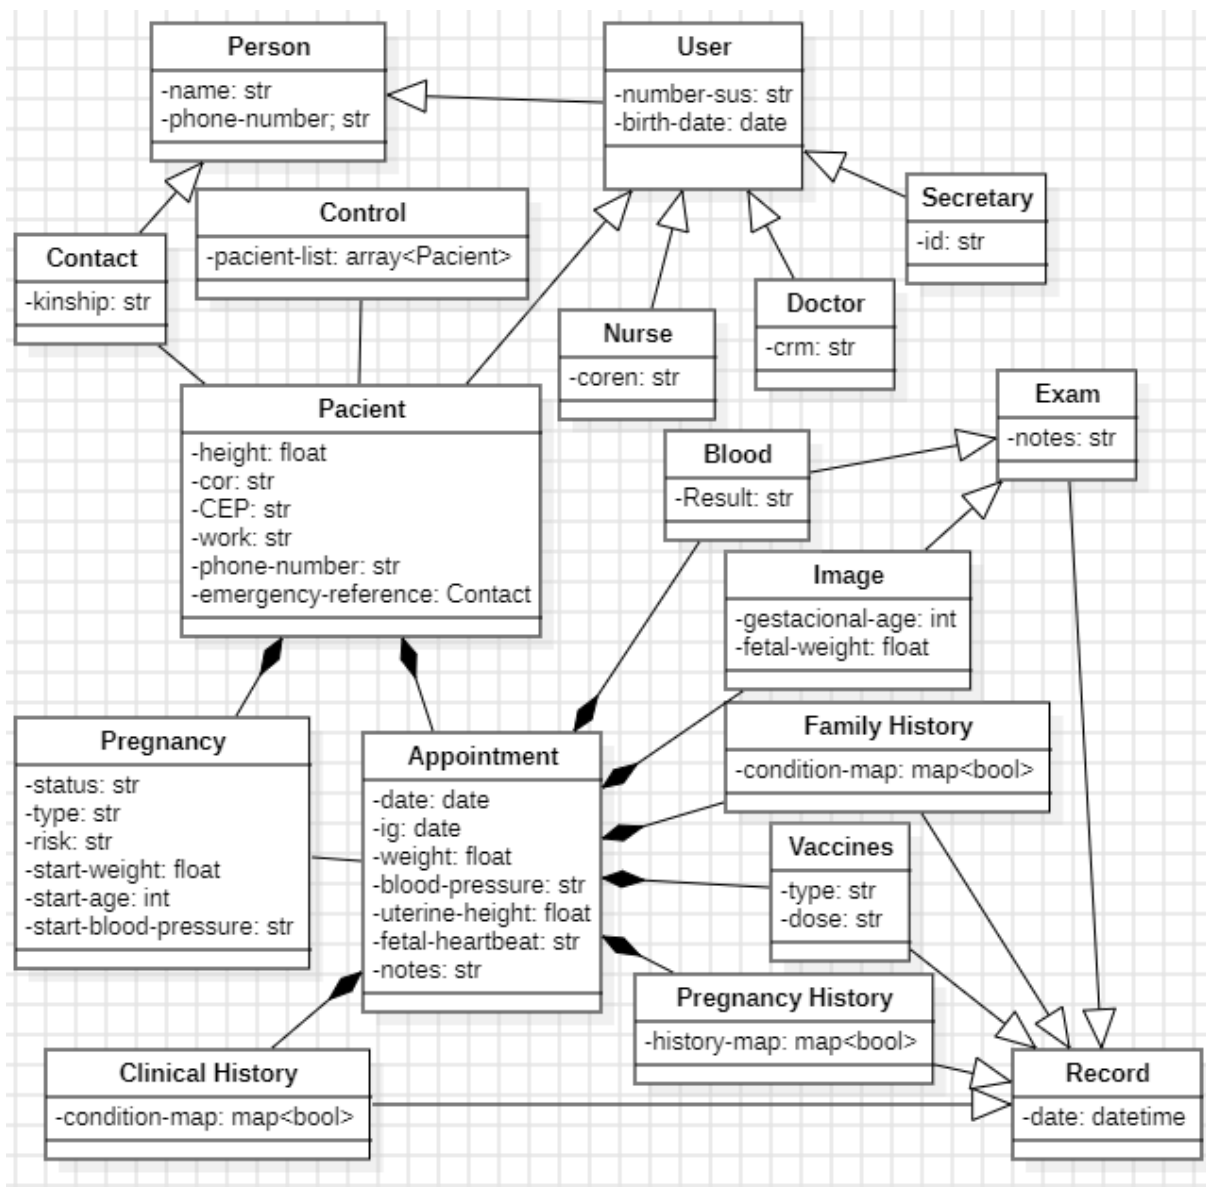 Person
-name: str
-phone-number; str
User
-number-sus: str
-birth-date: date
Secretary
-id: str
Control
-pacient-list: array<Pacient>
Contact
-kinship: str
Doctor
-crm: str
Nurse
-coren: str
Pacient
-height: float
-cor: str
-CEP: str
-work: str
-phone-number: str
-emergency-reference: Contact
Exam
-notes: str
Blood
-Result: str
Image
-gestacional-age: int
-fetal-weight: float
Family History
-condition-map: map<bool>
Pregnancy
-status: str
-type: str
-risk: str
-start-weight: float
-start-age: int
-start-blood-pressure: str
Appointment
-date: date
-ig: date
-weight: float
-blood-pressure: str
-uterine-height: float
-fetal-heartbeat: str
-notes: str
Vaccines
-type: str
-dose: str
Pregnancy History
-history-map: map<bool>
Clinical History
-condition-map: map<bool>
Record
-date: datetime